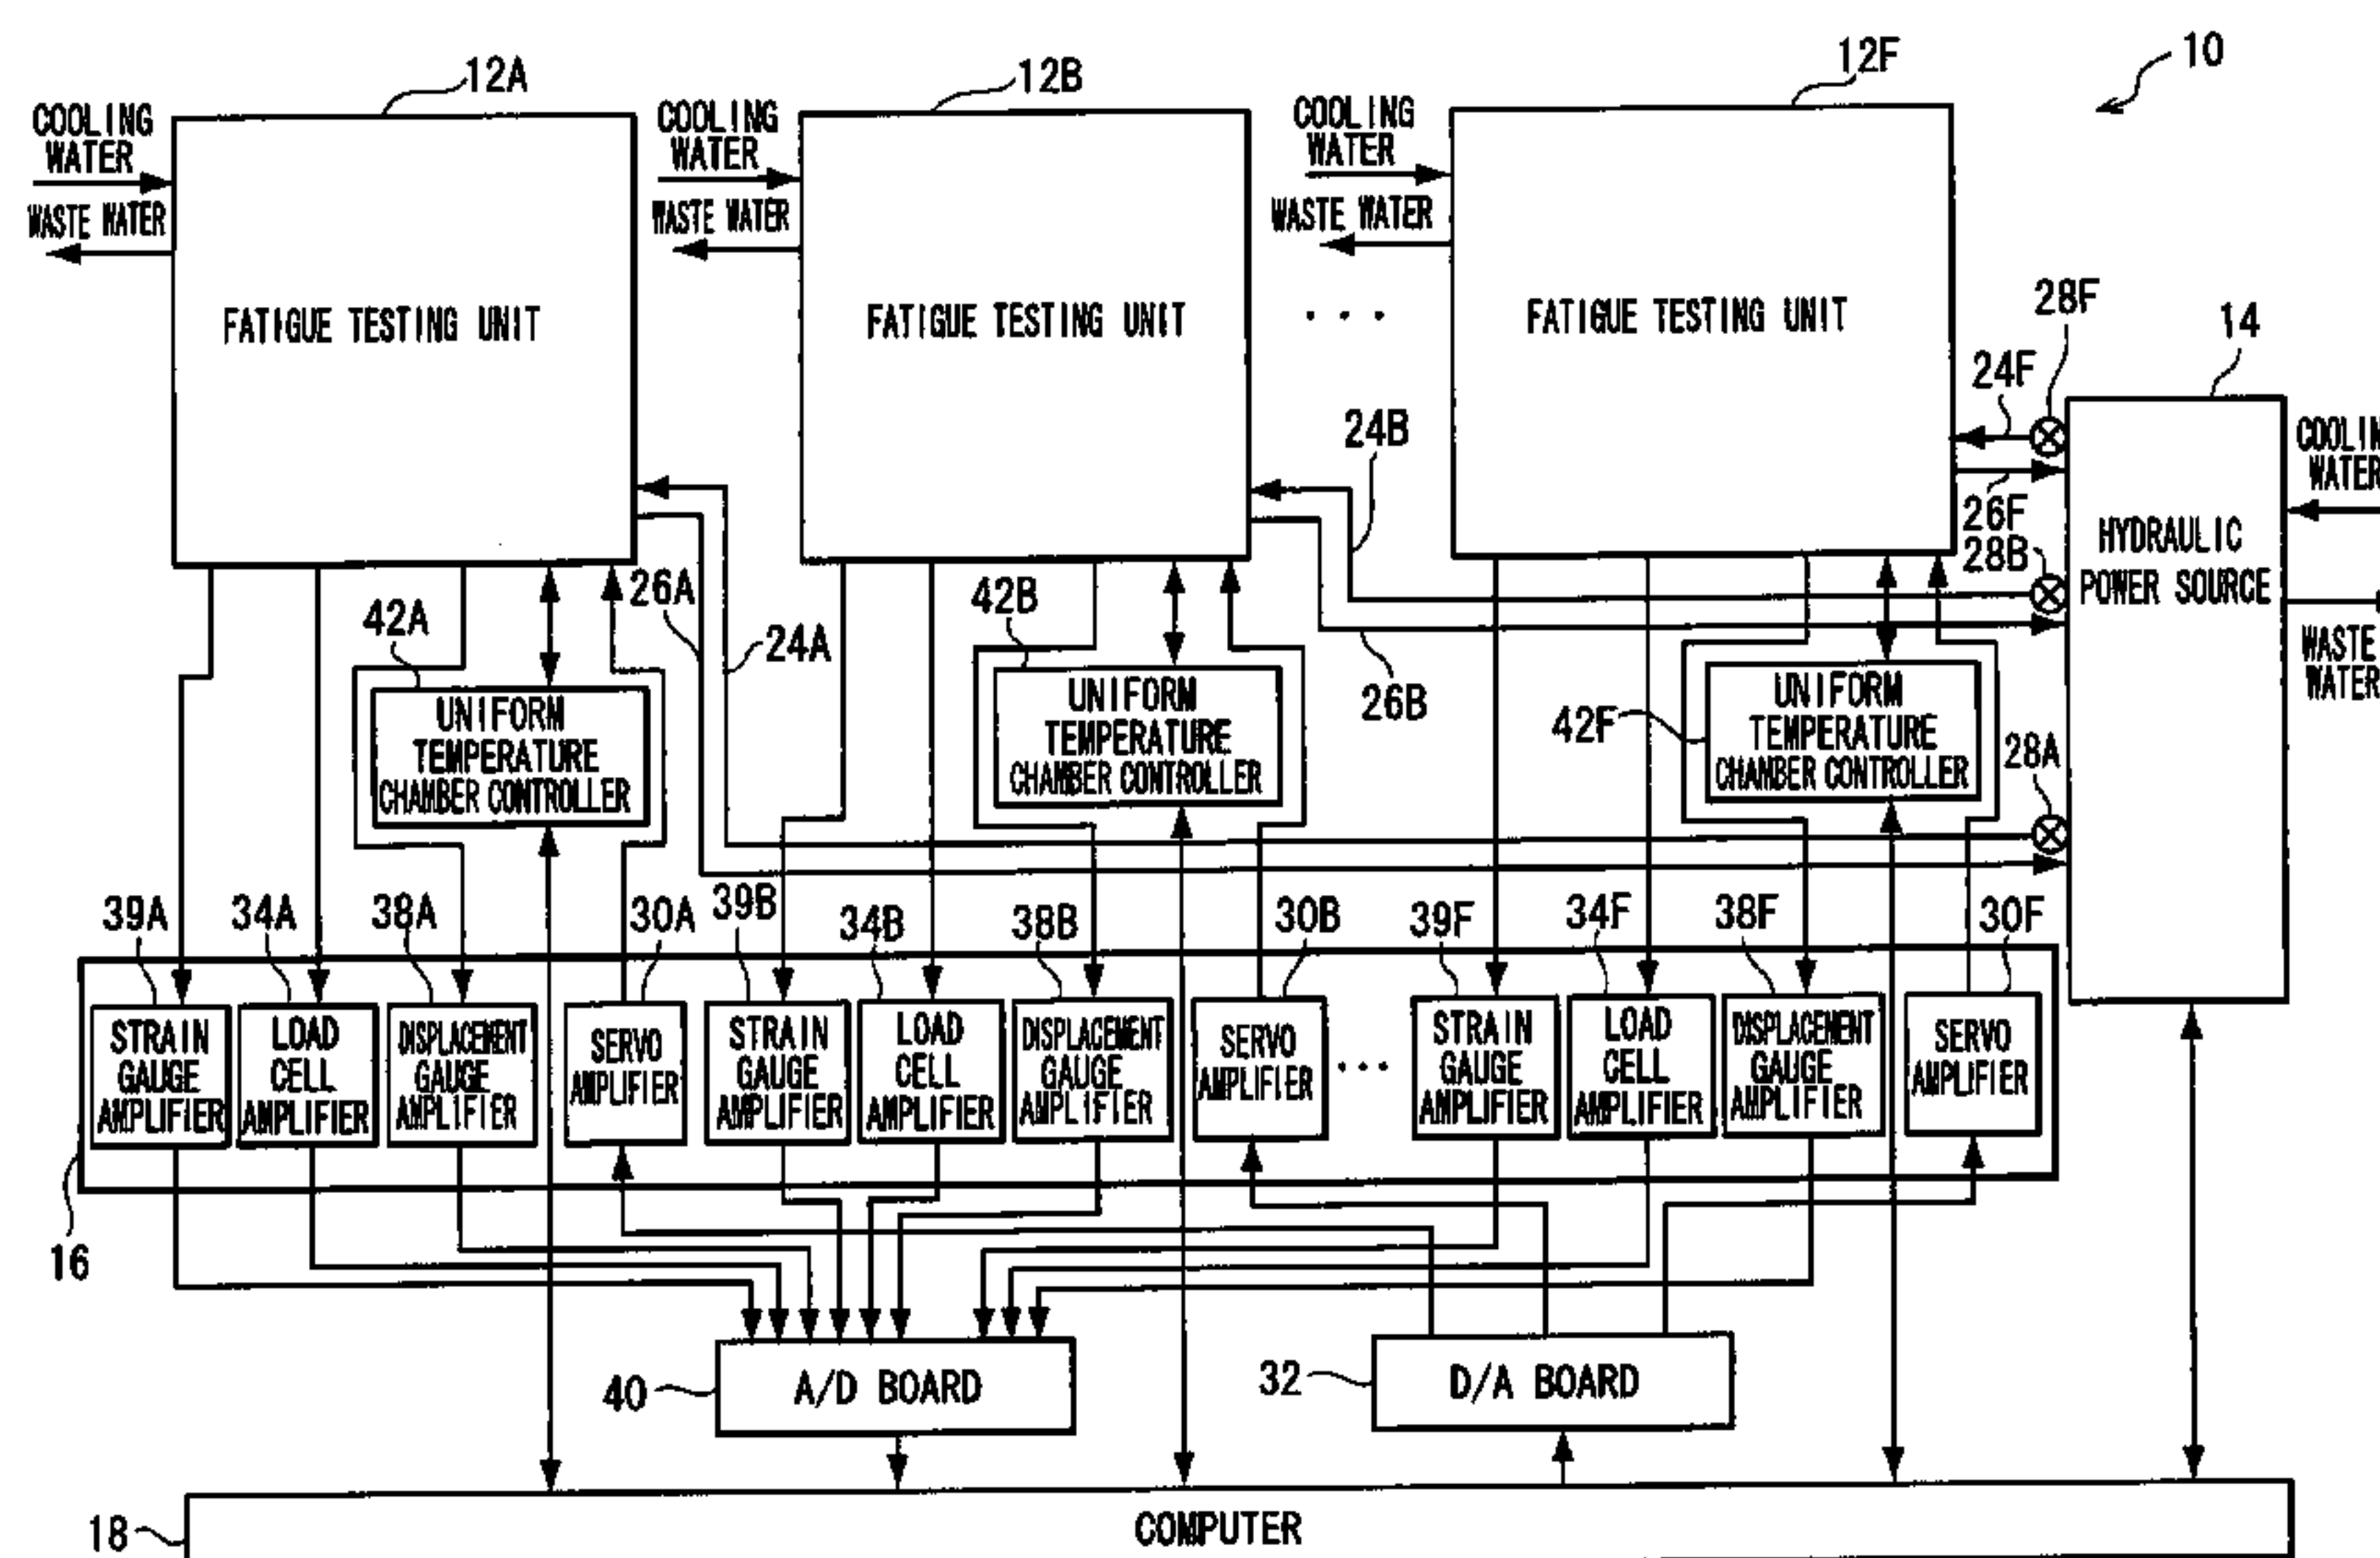 12A
12B
12F
10
COOLING
WATER
WASTE WATER
COOLING
WATER
WASTE WATER
COOLING
WATER
WASTE WATER
FATIGUE TESTING UNIT
FATIGUE TESTING UNIT
. . .
FATIGUE TESTING UNIT
28F
14
24F
24B
26F
28B
HYDRAULIC
POWER SOURCE
WATER
WASTE
WATER
42A
26A
24A
42B
26B
42F
28A
UNIFORM
TEMPERATURE
CHAMBER CONTROLLER
UNIFORM
TEMPERATURE
CHAMBER CONTROLLER
UNIFORM
TEMPERATURE
CHAMBER CONTROLLER
39A
34A
38A
30A
39B
34B
38B
30B
39F
34F
38F
30F
STRAIN
GAUGE
AMPLIFIER
LOAD
CELL
AMPLIFIER
DISPLACEMENT
GAUGE
AMPLIFIER
SERVO
AMPLIFIER
STRAIN
GAUGE
AMPLIFIER
LOAD
CELL
AMPLIFIER
DISPLACEMENT
GAUGE
AMPLIFIER
SERVO
AMPLIFIER
. . .
STRAIN
GAUGE
AMPLIFIER
LOAD
CELL
AMPLIFIER
DISPLACEMENT
GAUGE
AMPLIFIER
SERVO
AMPLIFIER
16
40
A/D BOARD
32
D/A BOARD
18
COMPUTER